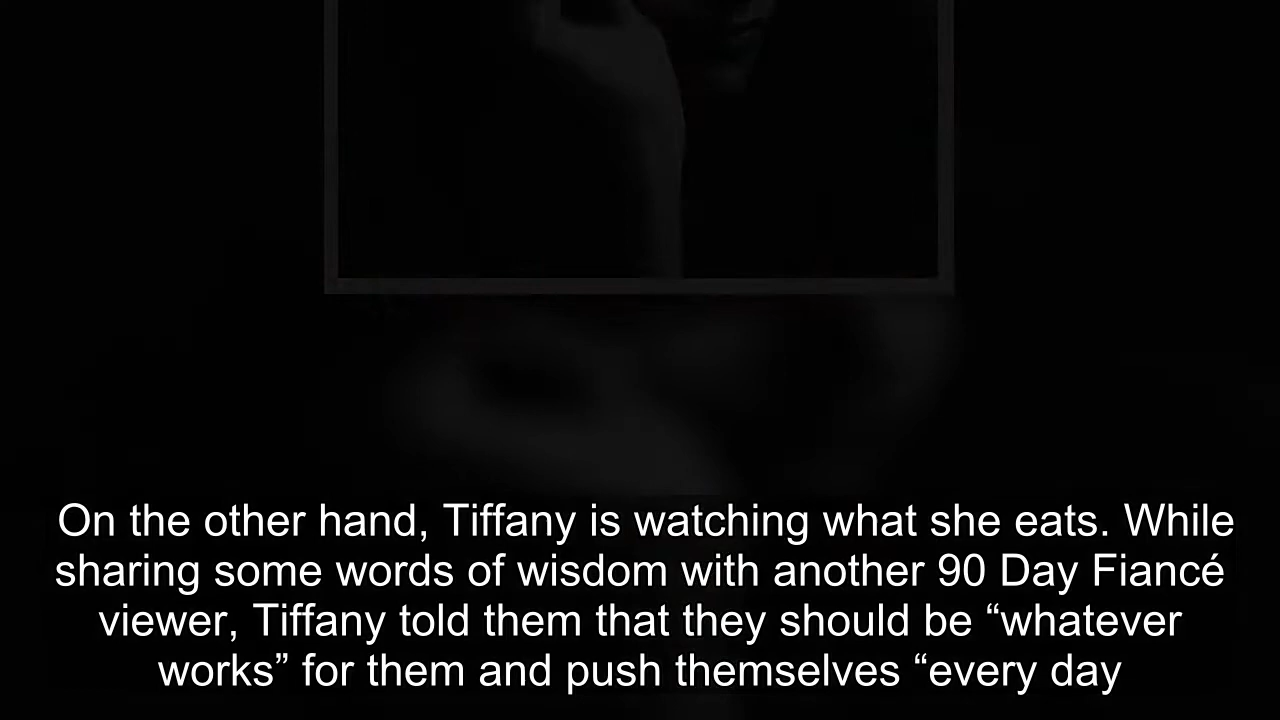 On the other hand, Tiffany is watching what she eats. While
sharing some words of wisdom with another 90 Day Fiancé
viewer, Tiffany told them that they should be “whatever
works” for them and push themselves “every day